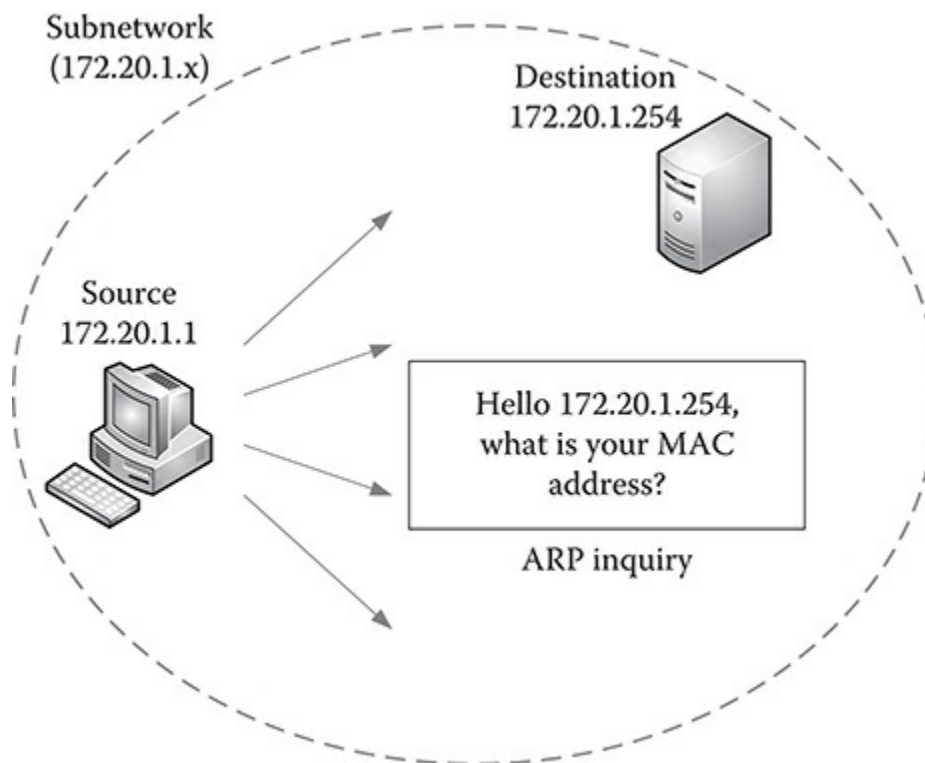 Subnetwork
(172.20.1.x)
Destination
172.20.1.254
Source
172.20.1.1
Hello 172.20.1.254,
what is your MAC
address?
ARP inquiry